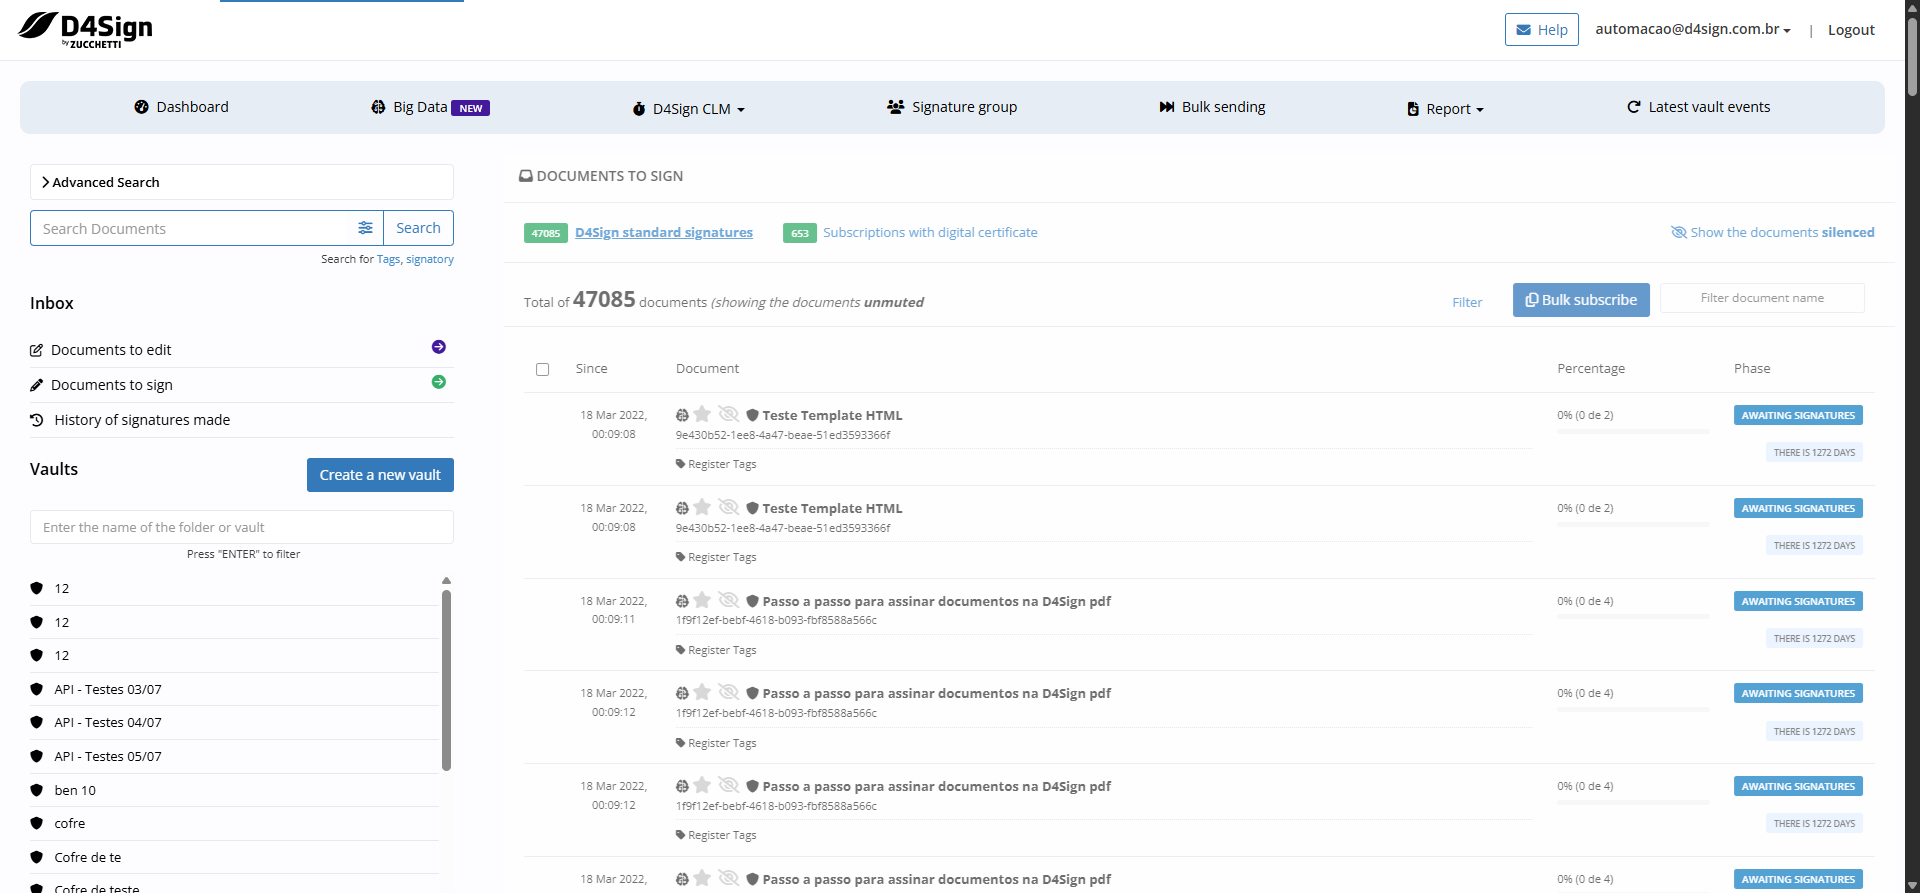 D4Sign
by ZUCCHETTI
Help
automacao@d4sign.com.br
|
Logout
Dashboard
Big Data NEW
D4Sign CLM
Signature group
Bulk sending
Report
Latest vault events
Advanced Search
Search Documents
Search
Search for Tags, signatory
Inbox
Documents to edit
Documents to sign
History of signatures made
Vaults
Create a new vault
Enter the name of the folder or vault
Press "ENTER" to filter
12
12
12
API - Testes 03/07
API - Testes 04/07
API - Testes 05/07
ben 10
cofre
Cofre de te
Cofre de teste
DOCUMENTS TO SIGN
47085 D4Sign standard signatures
653 Subscriptions with digital certificate
Show the documents silenced
Total of 47085 documents (showing the documents unmuted
Filter
Bulk subscribe
Filter document name
Since
Document
Percentage
Phase
18 Mar 2022,
00:09:08
Teste Template HTML
9e430b52-1ee8-4a47-beae-51ed3593366f
Register Tags
0% (0 de 2)
AWAITING SIGNATURES
THERE IS 1272 DAYS
18 Mar 2022,
00:09:08
Teste Template HTML
9e430b52-1ee8-4a47-beae-51ed3593366f
Register Tags
0% (0 de 2)
AWAITING SIGNATURES
THERE IS 1272 DAYS
18 Mar 2022,
00:09:11
Passo a passo para assinar documentos na D4Sign pdf
1f9f12ef-bebf-4618-b093-fbf8588a566c
Register Tags
0% (0 de 4)
AWAITING SIGNATURES
THERE IS 1272 DAYS
18 Mar 2022,
00:09:12
Passo a passo para assinar documentos na D4Sign pdf
1f9f12ef-bebf-4618-b093-fbf8588a566c
Register Tags
0% (0 de 4)
AWAITING SIGNATURES
THERE IS 1272 DAYS
18 Mar 2022,
00:09:12
Passo a passo para assinar documentos na D4Sign pdf
1f9f12ef-bebf-4618-b093-fbf8588a566c
Register Tags
0% (0 de 4)
AWAITING SIGNATURES
THERE IS 1272 DAYS
18 Mar 2022,
Passo a passo para assinar documentos na D4Sign pdf
0% (0 de 4)
AWAITING SIGNATURES